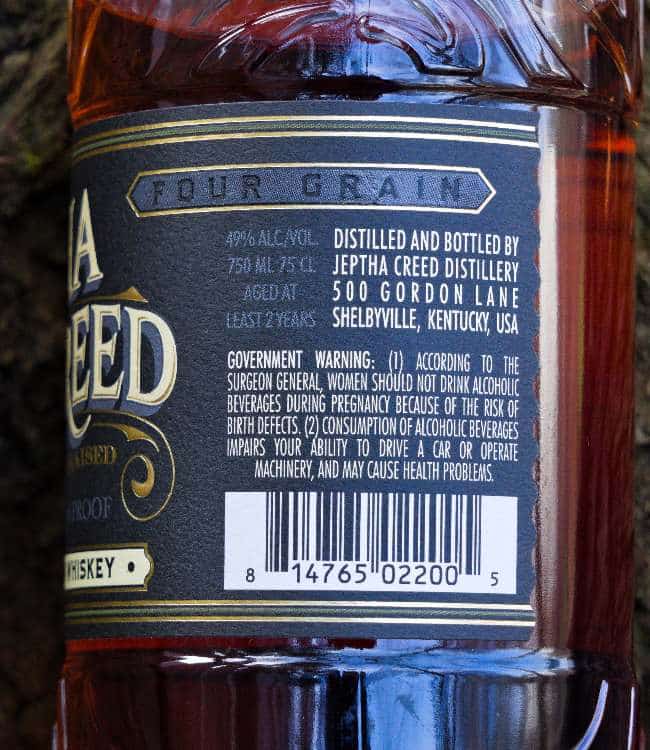 FOUR GRAIN
49% ALC/VOL.
750 ML 75 CL
AGED AT
LEAST 2 YEARS
DISTILLED AND BOTTLED BY
JEPTHA CREED DISTILLERY
500 GORDON LANE
SHELBYVILLE, KENTUCKY, USA
GOVERNMENT WARNING: (1) ACCORDING TO THE
SURGEON GENERAL, WOMEN SHOULD NOT DRINK ALCOHOLIC
BEVERAGES DURING PREGNANCY BECAUSE OF THE RISK OF
BIRTH DEFECTS. (2) CONSUMPTION OF ALCOHOLIC BEVERAGES
IMPAIRS YOUR ABILITY TO DRIVE A CAR OR OPERATE
MACHINERY, AND MAY CAUSE HEALTH PROBLEMS.
8 14765 02200 5
PROOF
WHISKEY •